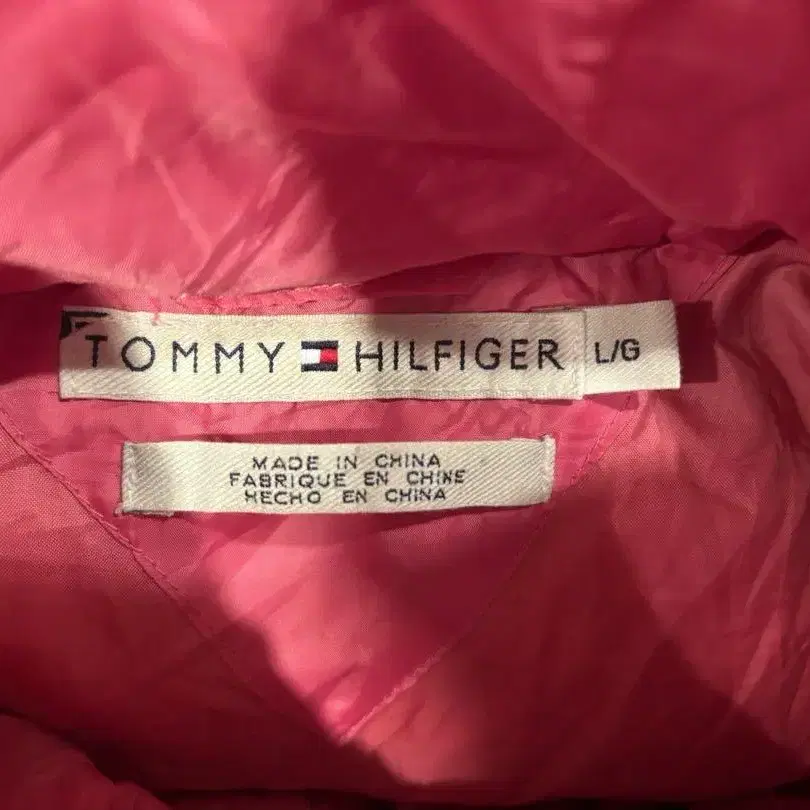 TOMMY HILFIGER L/G
MADE IN CHINA
FABRIQUE EN CHINE
HECHO EN CHINA